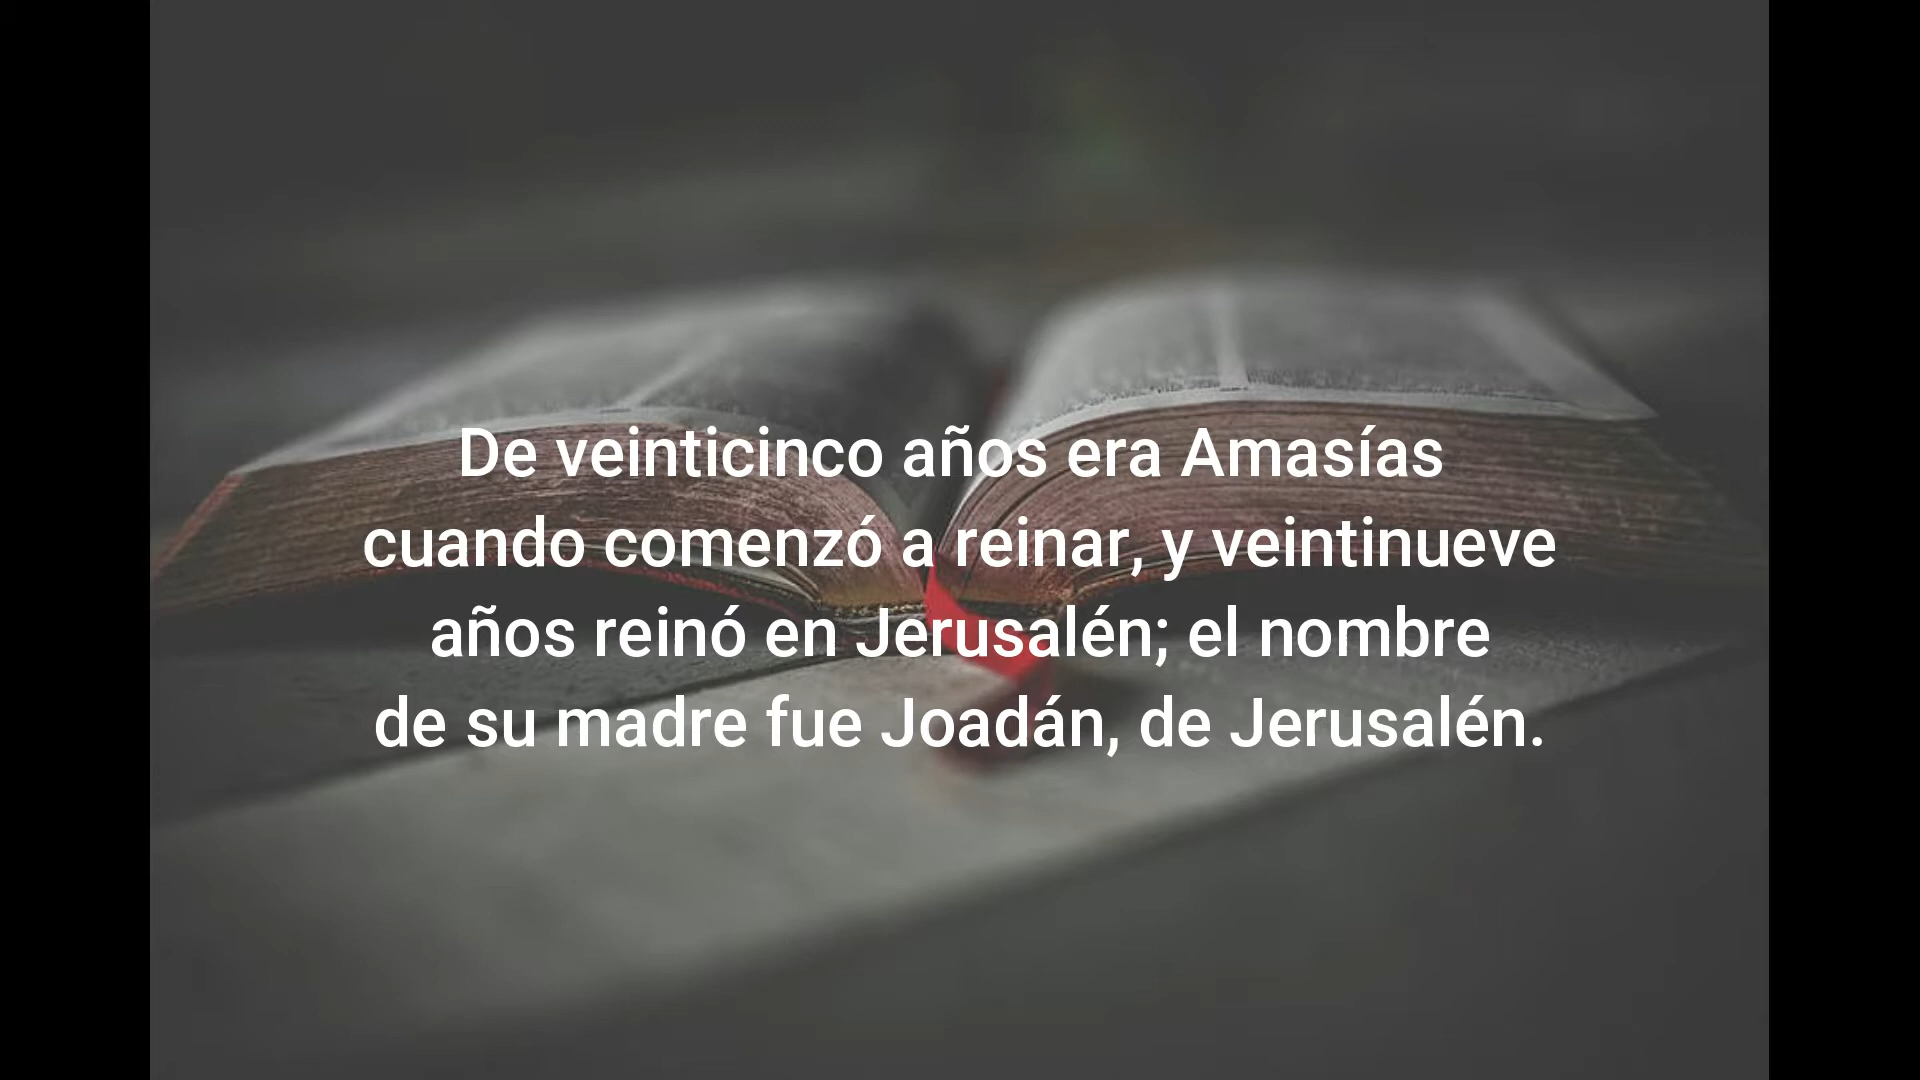 De veinticinco años era Amasías
cuando comenzó a reinar, y veintinueve
años reinó en Jerusalén; el nombre
de su madre fue Joadán, de Jerusalén.